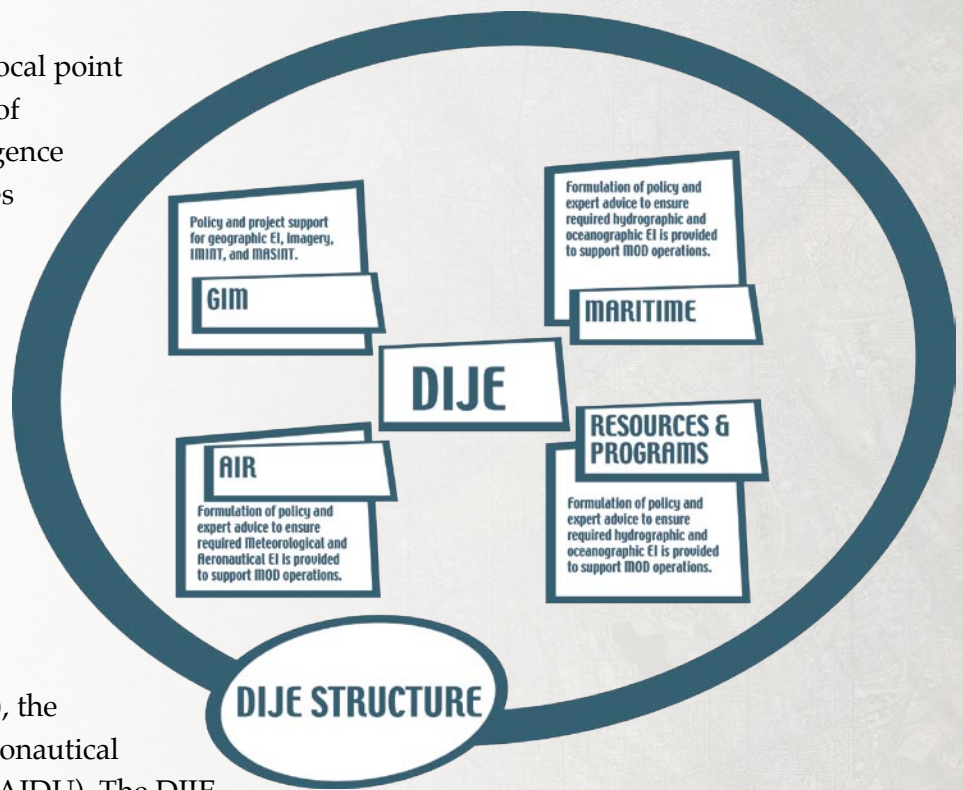 ocal point
of
gence
es
Policy and project support
for geographic EI, imagery,
IMINT, and MASINT.
GIM
Formulation of policy and
expert advice to ensure
required hydrographic and
oceanographic EI is provided
to support MOD operations.
MARITIME
DIJE
AIR
Formulation of policy and
expert advice to ensure
required Meteorological and
Aeronautical EI is provided
to support MOD operations.
RESOURCES &
PROGRAMS
Formulation of policy and
expert advice to ensure
required hydrographic and
oceanographic EI is provided
to support MOD operations.
DIJE STRUCTURE
), the
onautical
AIDU). The DIJE